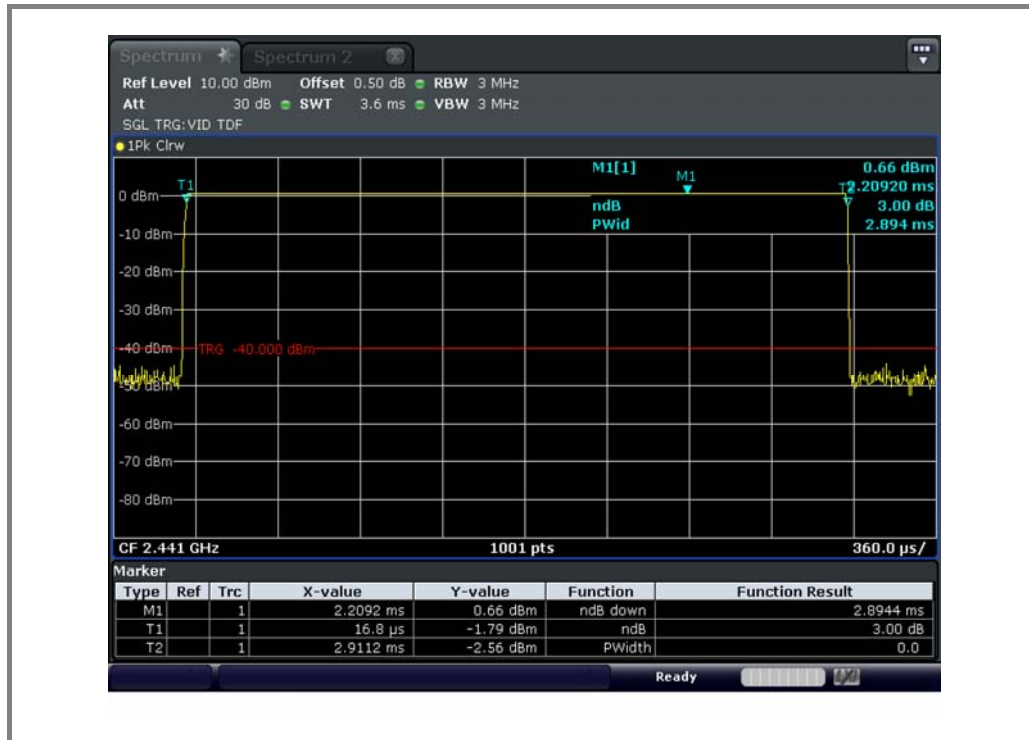 Spectrum Spectrum 2
Ref Level 10.00 dBm Offset 0.50 dB RBW 3 MHz
Att 30 dB SWT 3.6 ms VBW 3 MHz
SGL TRG:VID TDF
1Pk Clrw
M1[1] 0.66 dBm
M1
2.20920 ms
T1
0 dBm
ndB 3.00 dB
PWid 2.894 ms
-10 dBm
-20 dBm
-30 dBm
-40 dBm TRG -40.000 dBm
-50 dBm
-60 dBm
-70 dBm
-80 dBm
CF 2.441 GHz 1001 pts 360.0 µs/
Marker
Type Ref Trc X-value Y-value Function Function Result
M1 1 2.2092 ms 0.66 dBm ndB down 2.8944 ms
T1 1 16.8 µs -1.79 dBm ndB 3.00 dB
T2 1 2.9112 ms -2.56 dBm PWidth 0.0
Ready